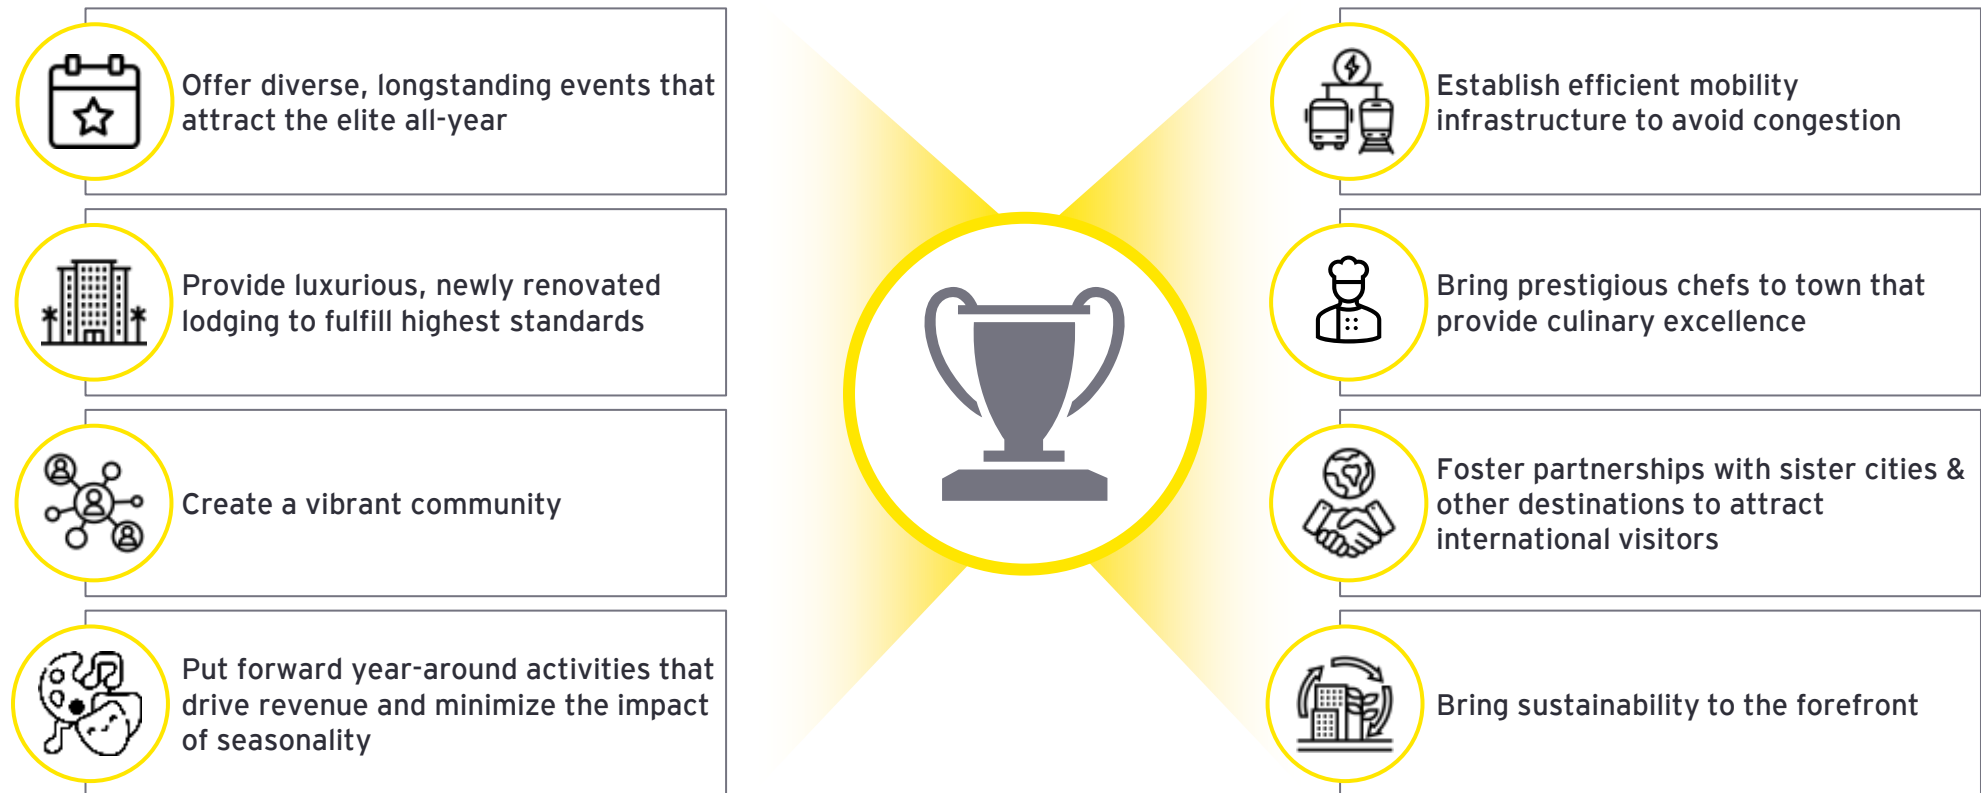 Offer diverse, longstanding events that
attract the elite all-year
Provide luxurious, newly renovated
lodging to fulfill highest standards
Create a vibrant community
Put forward year-around activities that
drive revenue and minimize the impact
of seasonality
Establish efficient mobility
infrastructure to avoid congestion
Bring prestigious chefs to town that
provide culinary excellence
Foster partnerships with sister cities &
other destinations to attract
international visitors
Bring sustainability to the forefront